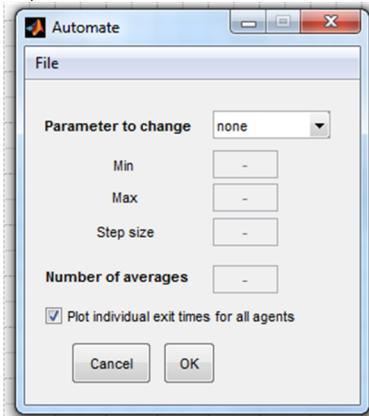 Automate
File
Parameter to change none
Min -
Max -
Step size -
Number of averages -
Plot individual exit times for all agents
Cancel OK